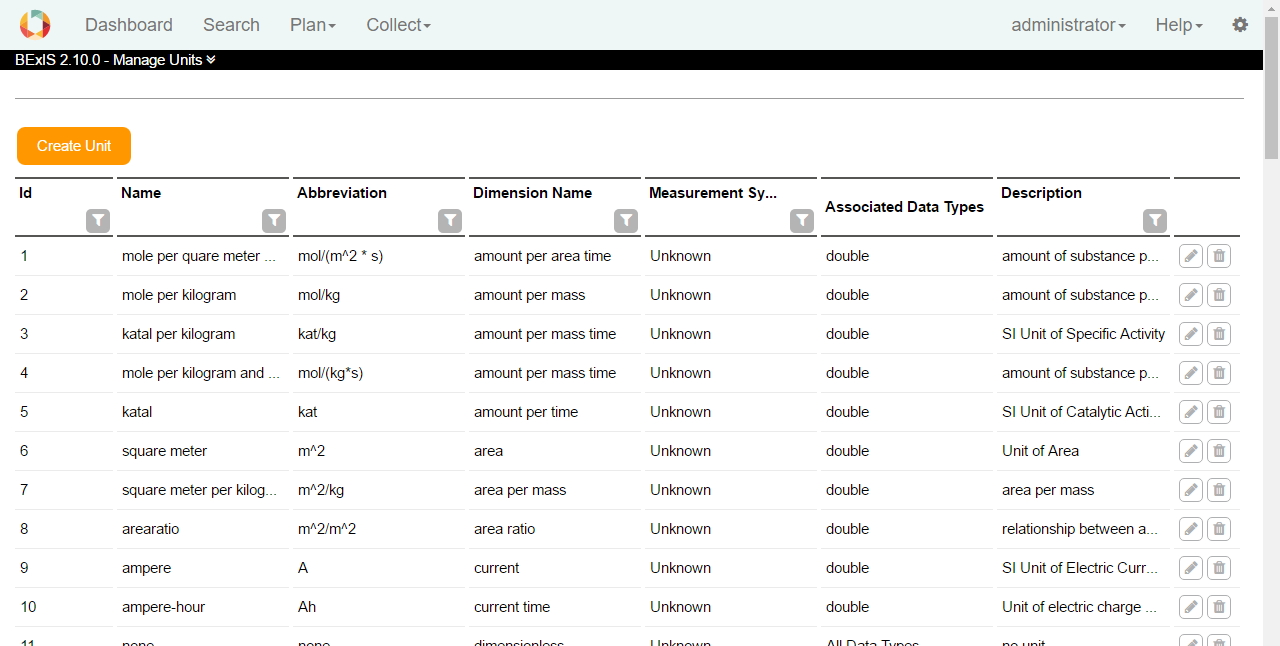 Dashboard Search Plan Collect administrator Help
BExIS 2.10.0 - Manage Units
Create Unit
Id Name Abbreviation Dimension Name Measurement Sy... Associated Data Types Description
1 mole per quare meter ... mol/(m^2 * s) amount per area time Unknown double amount of substance p...
2 mole per kilogram mol/kg amount per mass Unknown double amount of substance p...
3 katal per kilogram kat/kg amount per mass time Unknown double SI Unit of Specific Activity
4 mole per kilogram and ... mol/(kg*s) amount per mass time Unknown double amount of substance p...
5 katal kat amount per time Unknown double SI Unit of Catalytic Acti...
6 square meter m^2 area Unknown double Unit of Area
7 square meter per kilog... m^2/kg area per mass Unknown double area per mass
8 arearatio m^2/m^2 area ratio Unknown double relationship between a...
9 ampere A current Unknown double SI Unit of Electric Curr...
10 ampere-hour Ah current time Unknown double Unit of electric charge ...
11 none none dimensionless Unknown All Data Types no unit